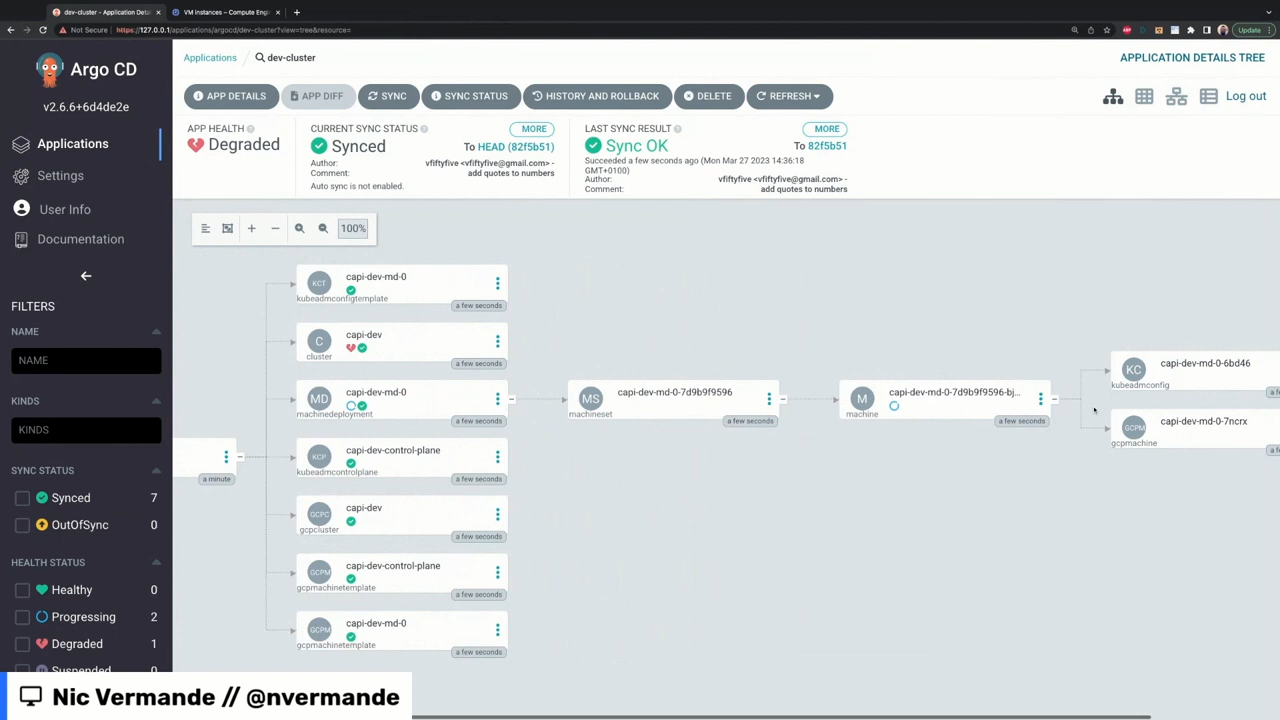 dev-cluster - Application Det
VM Instances – Compute Engi
Not Secure
https://127.0.0.1/applications/argocd/dev-cluster?view=tree&resource=
Update
Argo CD
v2.6.6+6d4de2e
Applications
Settings
User Info
Documentation
FILTERS
NAME
NAME
KINDS
KINDS
SYNC STATUS
Synced 7
OutOfSync 0
HEALTH STATUS
Healthy 0
Progressing 2
Degraded 1
Suspended 0
Applications / dev-cluster
APPLICATION DETAILS TREE
APP DETAILS
APP DIFF
SYNC
SYNC STATUS
HISTORY AND ROLLBACK
DELETE
REFRESH
Log out
APP HEALTH
Degraded
CURRENT SYNC STATUS
MORE
Synced
To HEAD (82f5b51)
Author: vfiftyfive <vfiftyfive@gmail.com> -
Comment: add quotes to numbers
Auto sync is not enabled.
LAST SYNC RESULT
MORE
Sync OK
To 82f5b51
Succeeded a few seconds ago (Mon Mar 27 2023 14:36:18
GMT+0100)
Author: vfiftyfive <vfiftyfive@gmail.com> -
Comment: add quotes to numbers
100%
a minute
KCT
capi-dev-md-0
kubeadmconfigtemplate
a few seconds
C
capi-dev
cluster
a few seconds
MD
capi-dev-md-0
machinedeployment
a few seconds
KCP
capi-dev-control-plane
kubeadmcontrolplane
a few seconds
GCPC
capi-dev
gcpcluster
a few seconds
GCPM
capi-dev-control-plane
gcpmachinetemplate
a few seconds
GCPM
capi-dev-md-0
gcpmachinetemplate
a few seconds
MS
capi-dev-md-0-7d9b9f9596
machineset
a few seconds
M
capi-dev-md-0-7d9b9f9596-bj...
machine
a few seconds
KC
capi-dev-md-0-6bd46
kubeadmconfig
GCPM
capi-dev-md-0-7ncrx
gcpmachine
Nic Vermande // @nvermande